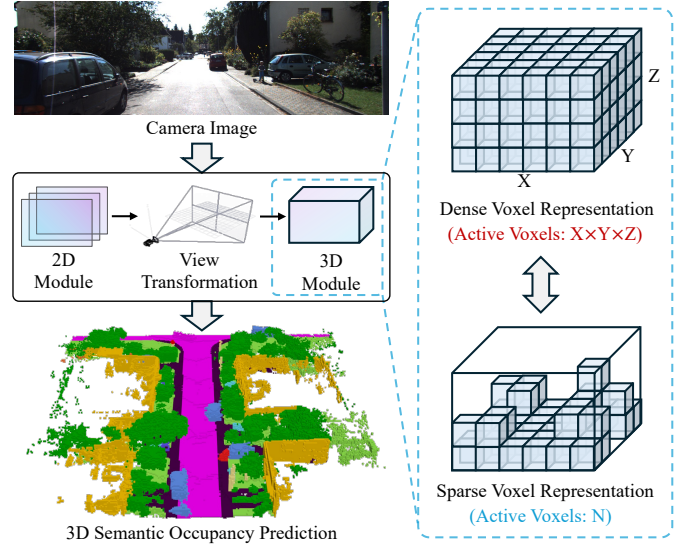 Camera Image
2D
Module
View
Transformation
3D
Module
3D Semantic Occupancy Prediction
Z
Y
X
Dense Voxel Representation
(Active Voxels: X×Y×Z)
Sparse Voxel Representation
(Active Voxels: N)